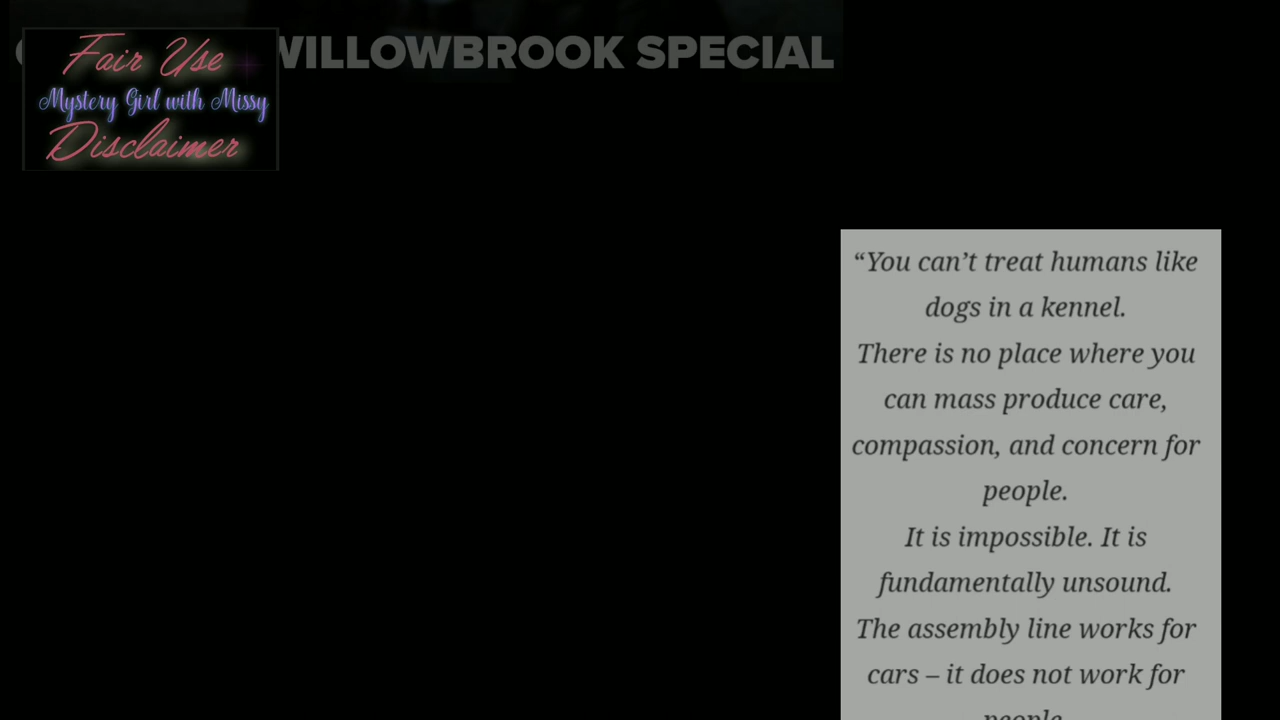 WILLOWBROOK SPECIAL
Fair Use
Mystery Girl with Missy
Disclaimer
“You can’t treat humans like
dogs in a kennel.
There is no place where you
can mass produce care,
compassion, and concern for
people.
It is impossible. It is
fundamentally unsound.
The assembly line works for
cars – it does not work for
people